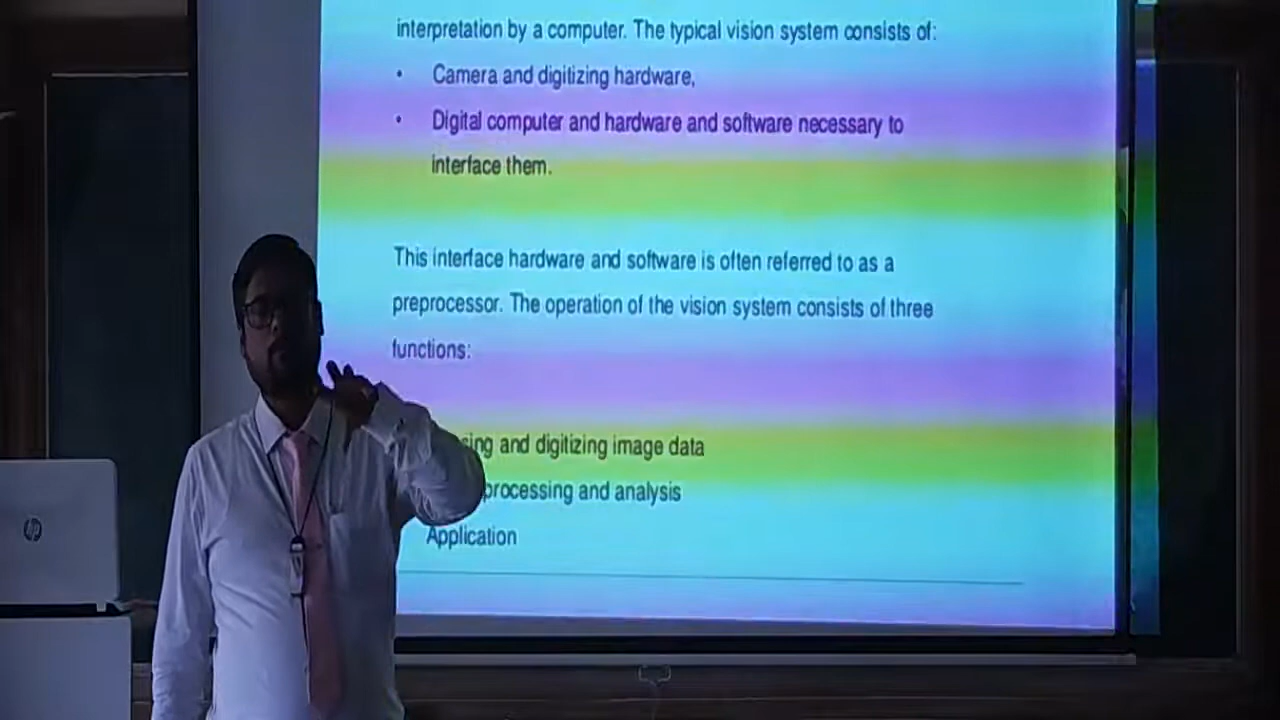 interpretation by a computer. The typical vision system consists of:
• Camera and digitizing hardware,
• Digital computer and hardware and software necessary to
interface them.
This interface hardware and software is often referred to as a
preprocessor. The operation of the vision system consists of three
functions:
and digitizing image data
processing and analysis
Application
hp